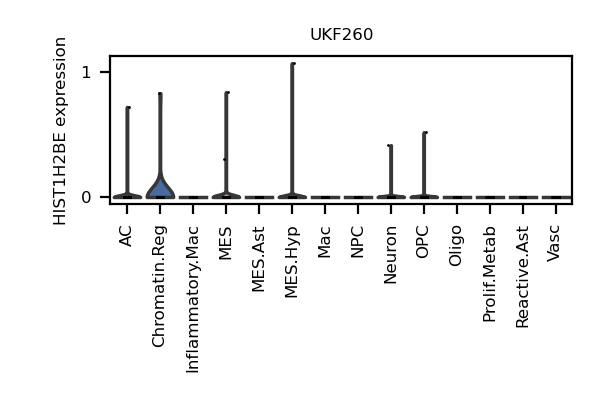 UKF260
HIST1H2BE expression
1
0
AC
Chromatin.Reg
Inflammatory.Mac
MES
MES.Ast
MES.Hyp
Mac
NPC
Neuron
OPC
Oligo
Prolif.Metab
Reactive.Ast
Vasc